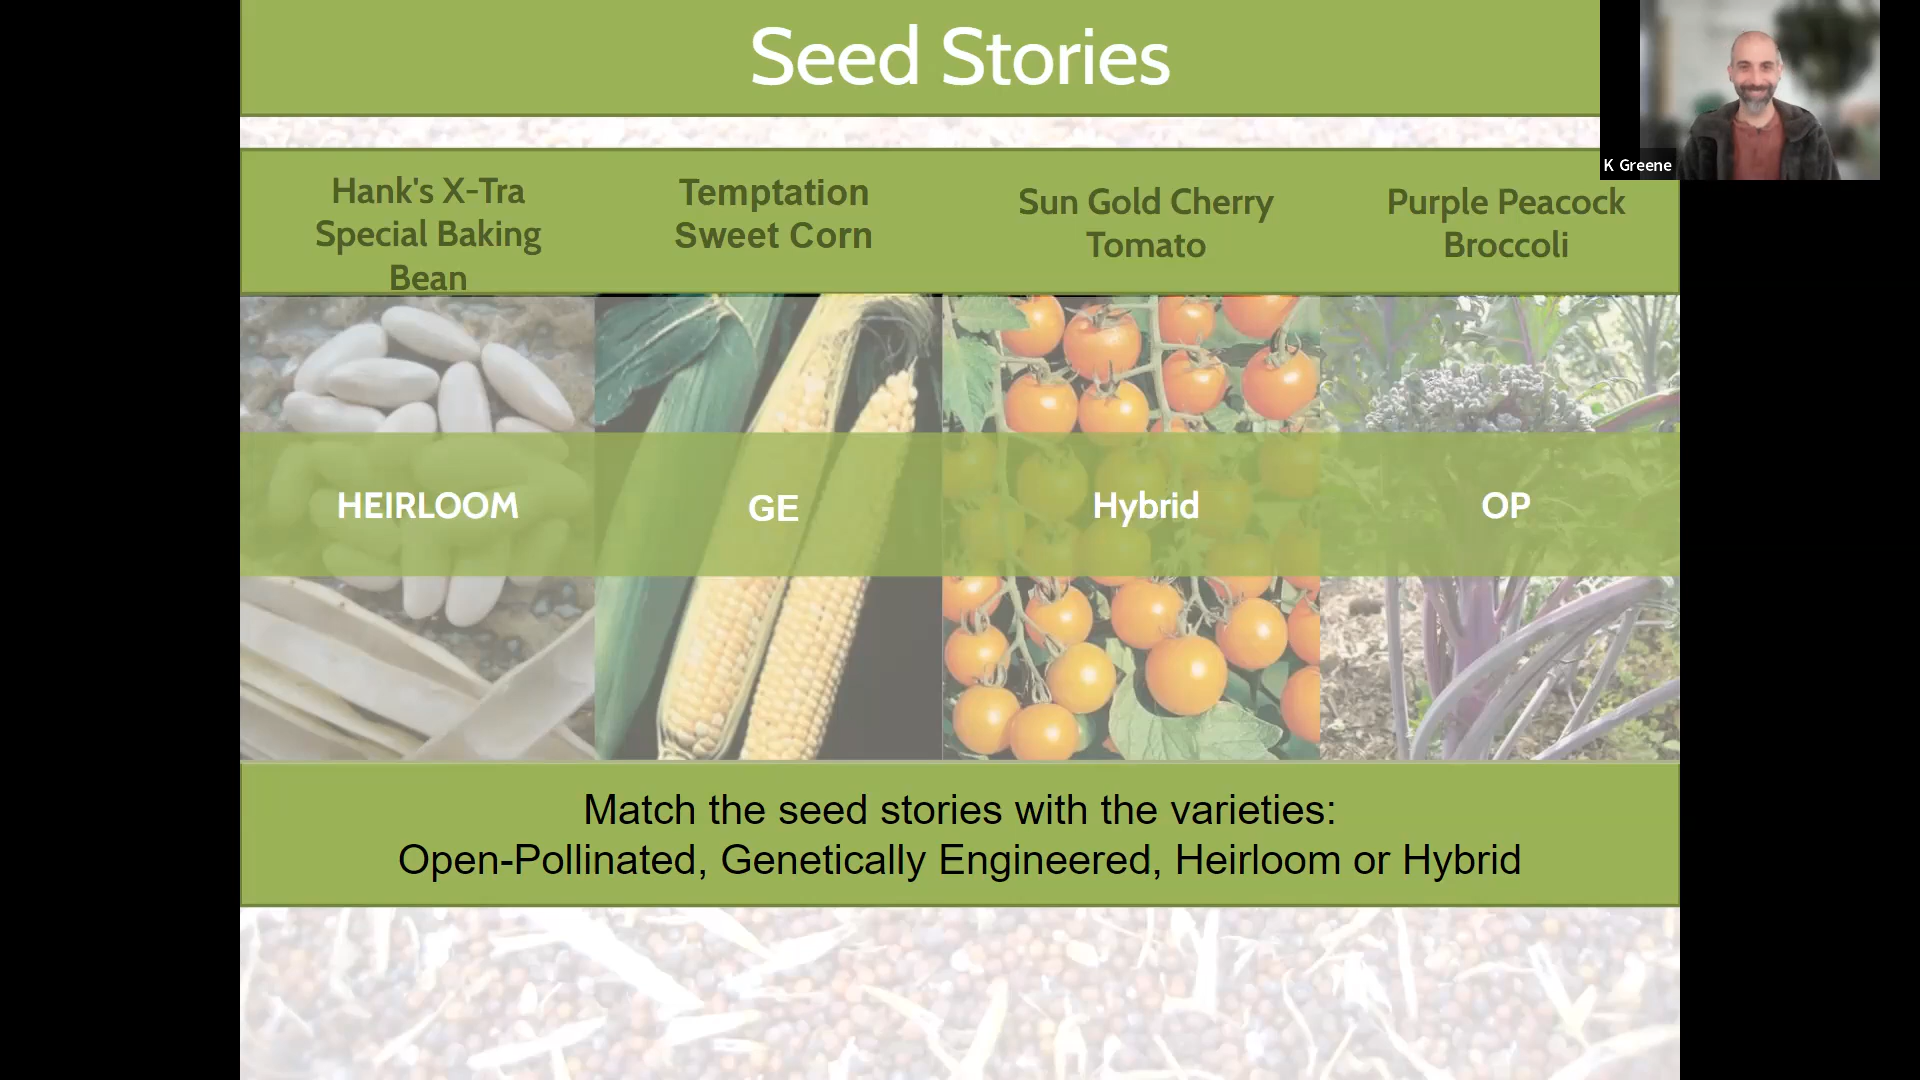 Seed Stories
K Greene
Hank's X-Tra
Special Baking
Bean
Temptation
Sweet Corn
Sun Gold Cherry
Tomato
Purple Peacock
Broccoli
HEIRLOOM
GE
Hybrid
OP
Match the seed stories with the varieties:
Open-Pollinated, Genetically Engineered, Heirloom or Hybrid